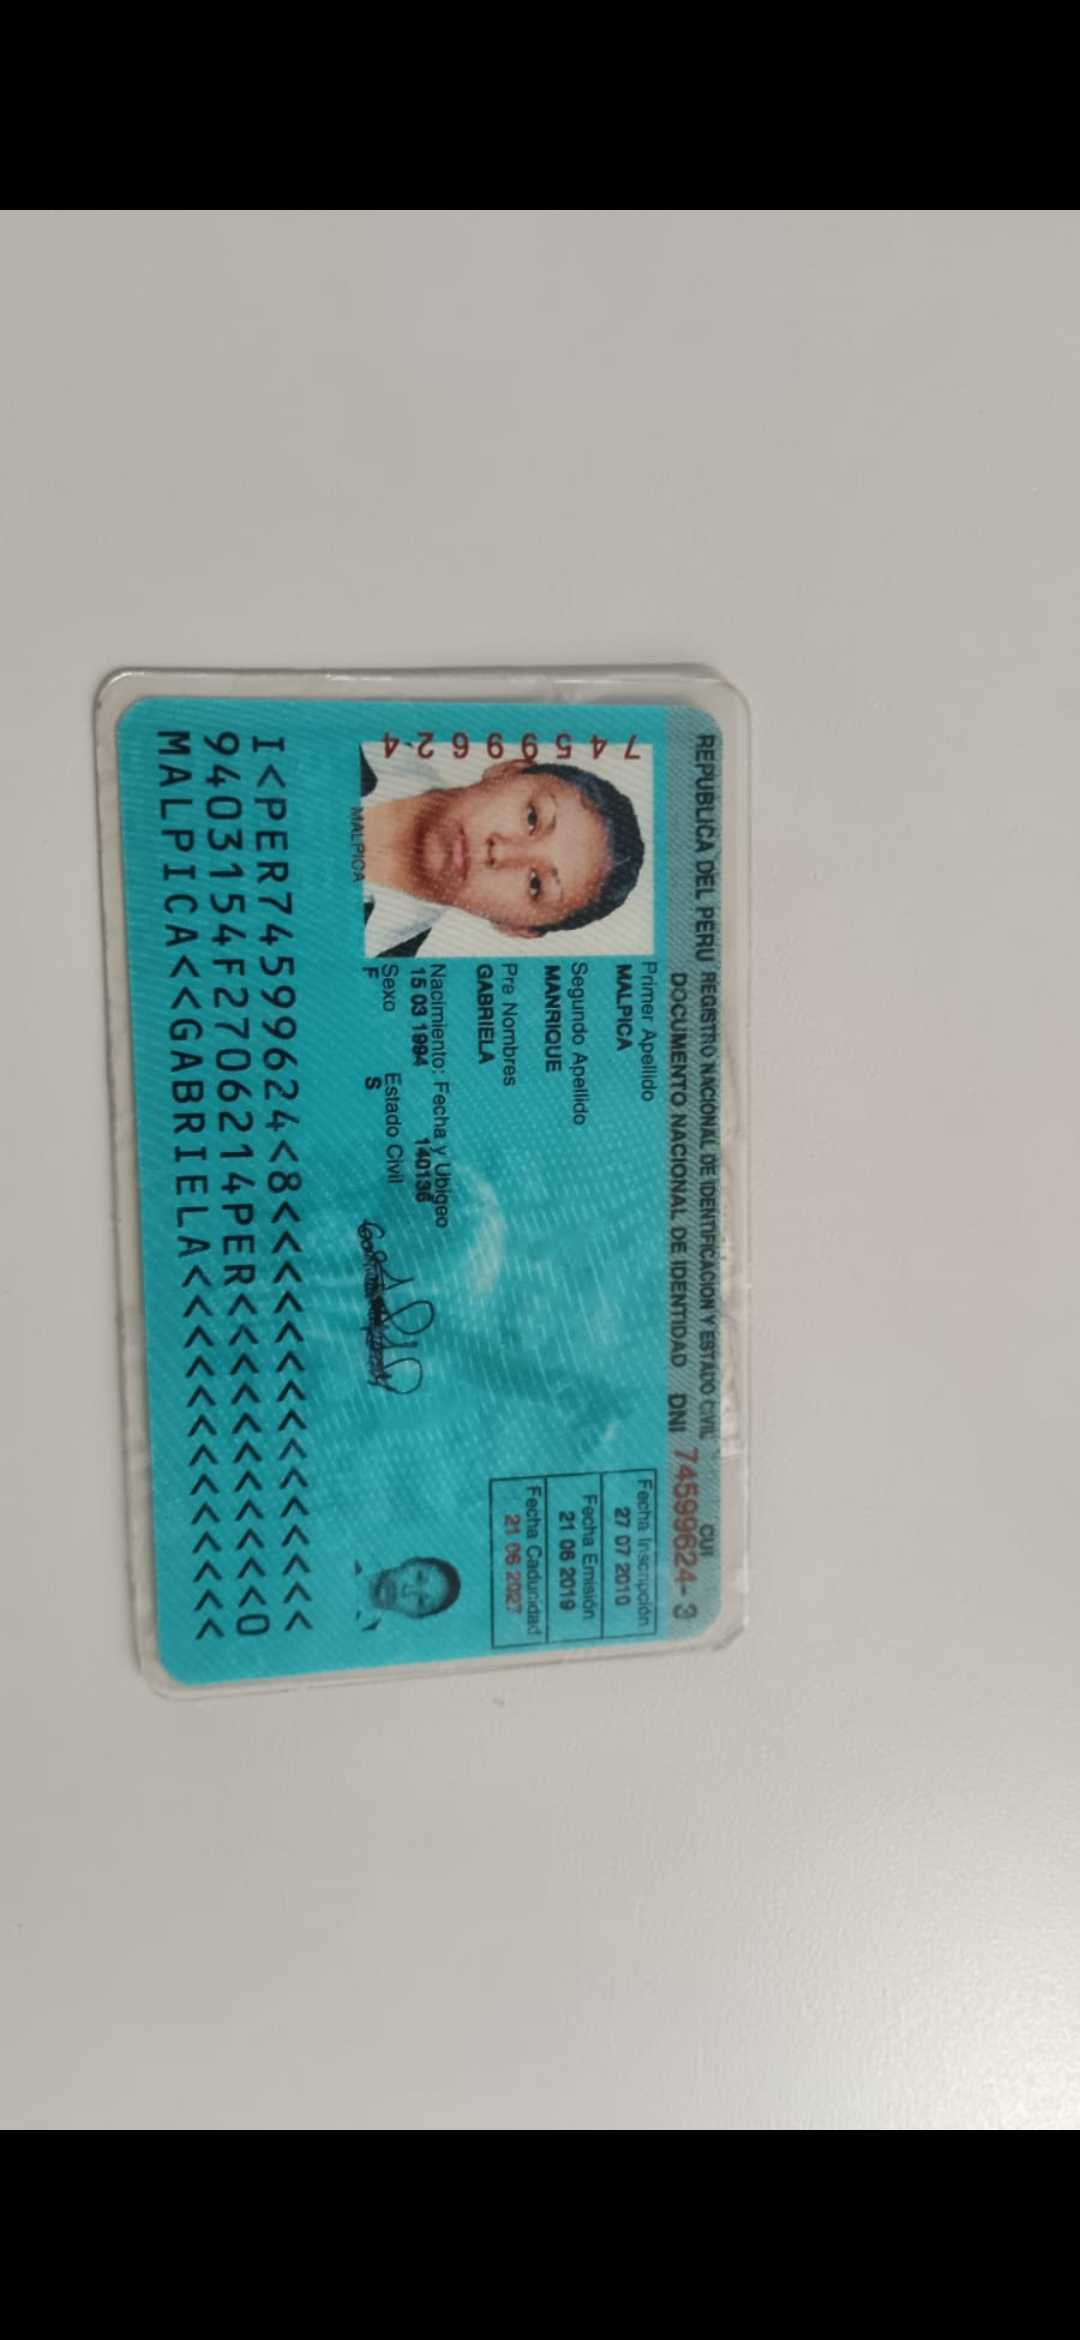 REPUBLICA DEL PERU REGISTRO NACIONAL DE IDENTIFICACION Y ESTADO CIVIL CUI
DOCUMENTO NACIONAL DE IDENTIDAD DNI 74599624-3
74599624
MALPICA
Primer Apellido
MALPICA
Segundo Apellido
MANRIQUE
Pre Nombres
GABRIELA
Nacimiento: Fecha y Ubigeo
15 03 1994 140136
Sexo Estado Civil
F S
Fecha Inscripción
27 07 2010
Fecha Emisión
21 06 2019
Fecha Caducidad
21 06 2027
I<PER74599624<8<<<<<<<<<<<<<<<
9403154F2706214PER<<<<<<<<<<<0
MALPICA<<GABRIELA<<<<<<<<<<<<<